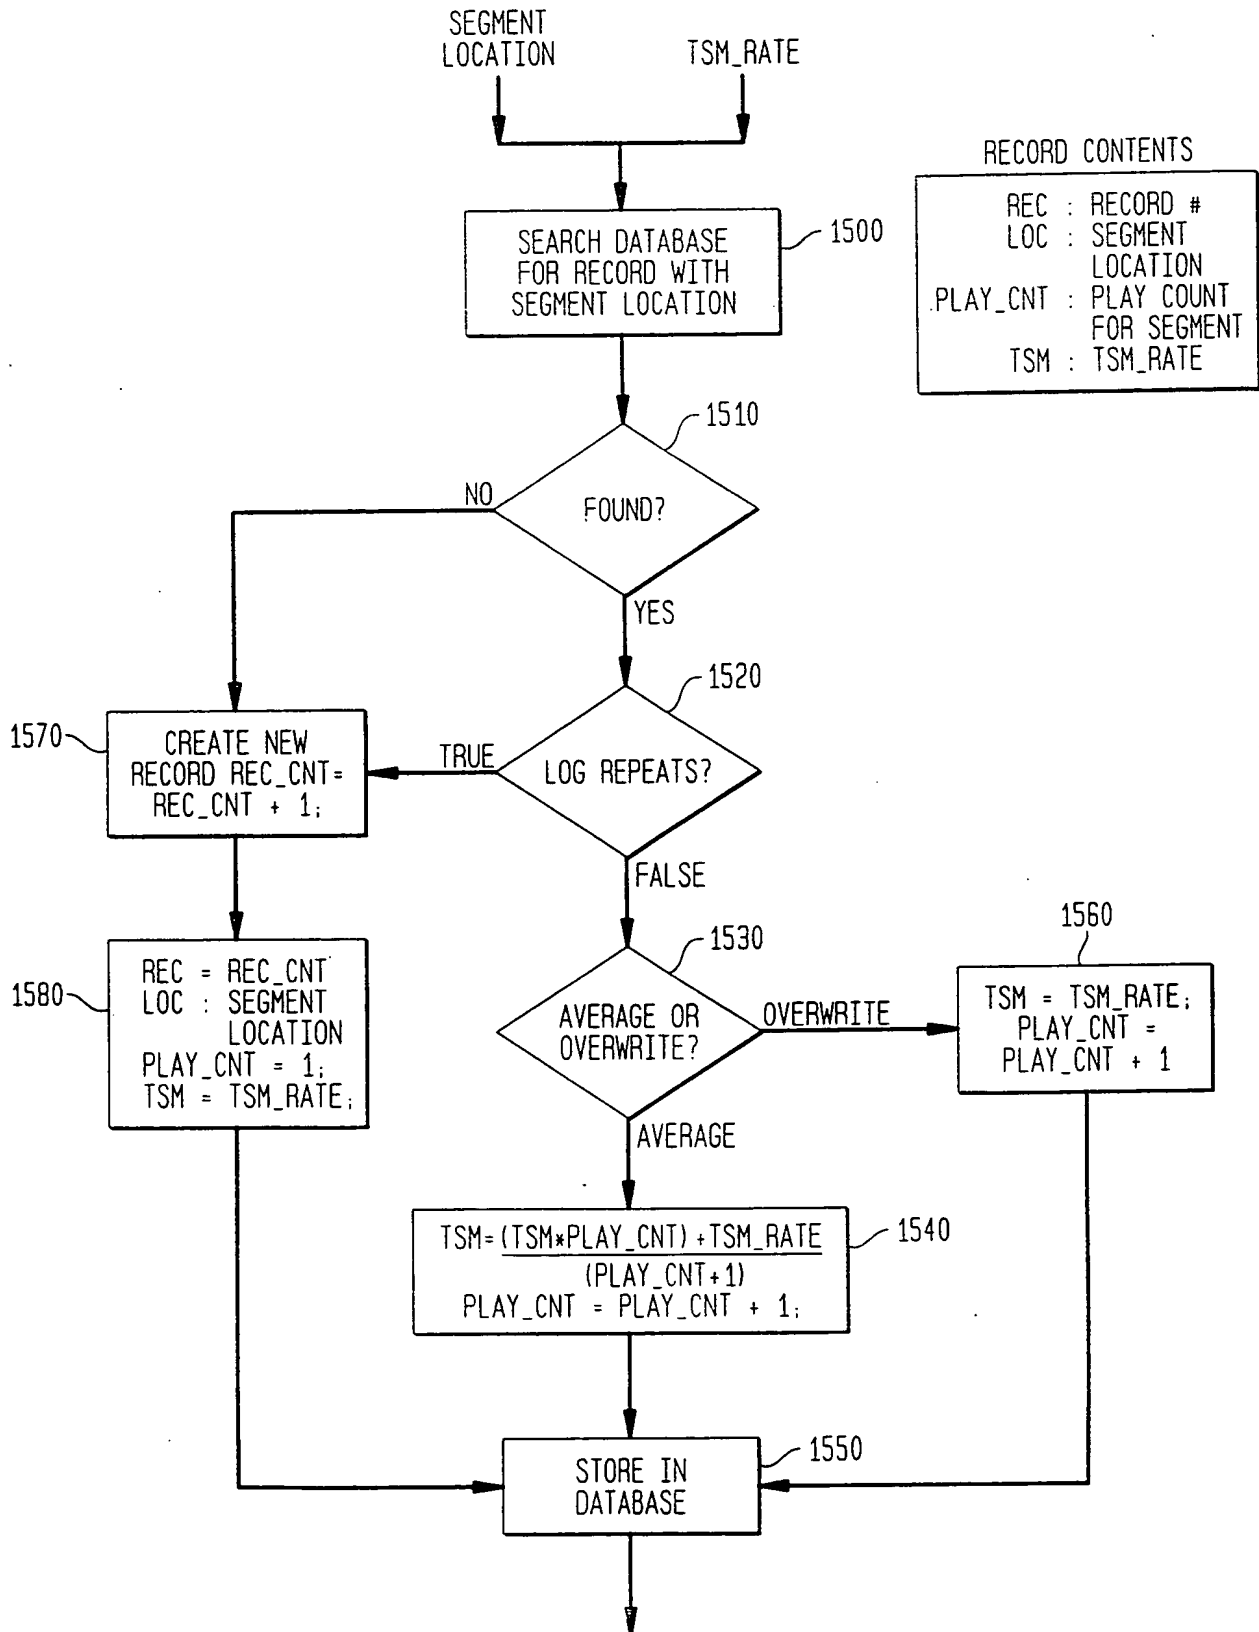 SEGMENT
LOCATION
TSM_RATE
RECORD CONTENTS
REC : RECORD #
LOC : SEGMENT
LOCATION
PLAY_CNT : PLAY COUNT
FOR SEGMENT
TSM : TSM_RATE
SEARCH DATABASE
FOR RECORD WITH
SEGMENT LOCATION
1500
1510
FOUND?
NO
YES
1520
LOG REPEATS?
TRUE
FALSE
1570
CREATE NEW
RECORD REC_CNT=
REC_CNT + 1;
1580
REC = REC_CNT
LOC : SEGMENT
LOCATION
PLAY_CNT = 1;
TSM = TSM_RATE;
1530
AVERAGE OR
OVERWRITE?
OVERWRITE
AVERAGE
1560
TSM = TSM_RATE;
PLAY_CNT =
PLAY_CNT + 1
TSM=(TSM*PLAY_CNT)+TSM_RATE
(PLAY_CNT+1)
PLAY_CNT = PLAY_CNT + 1;
1540
STORE IN
DATABASE
1550